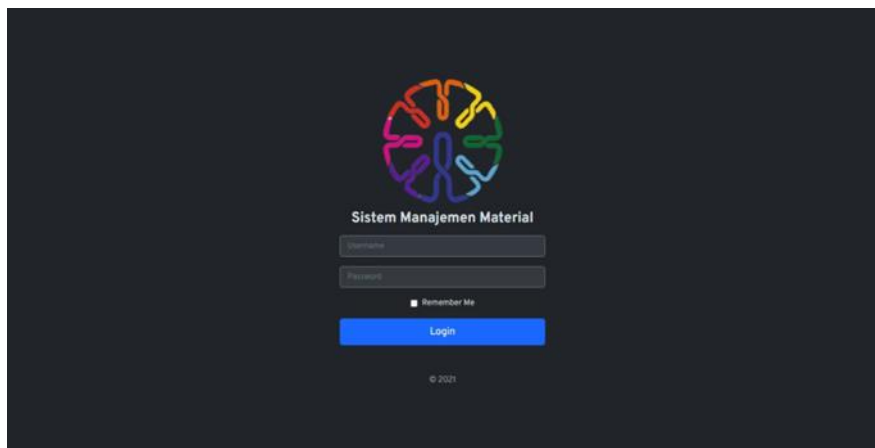 Sistem Manajemen Material
Username
Password
Remember Me
Login
© 2021